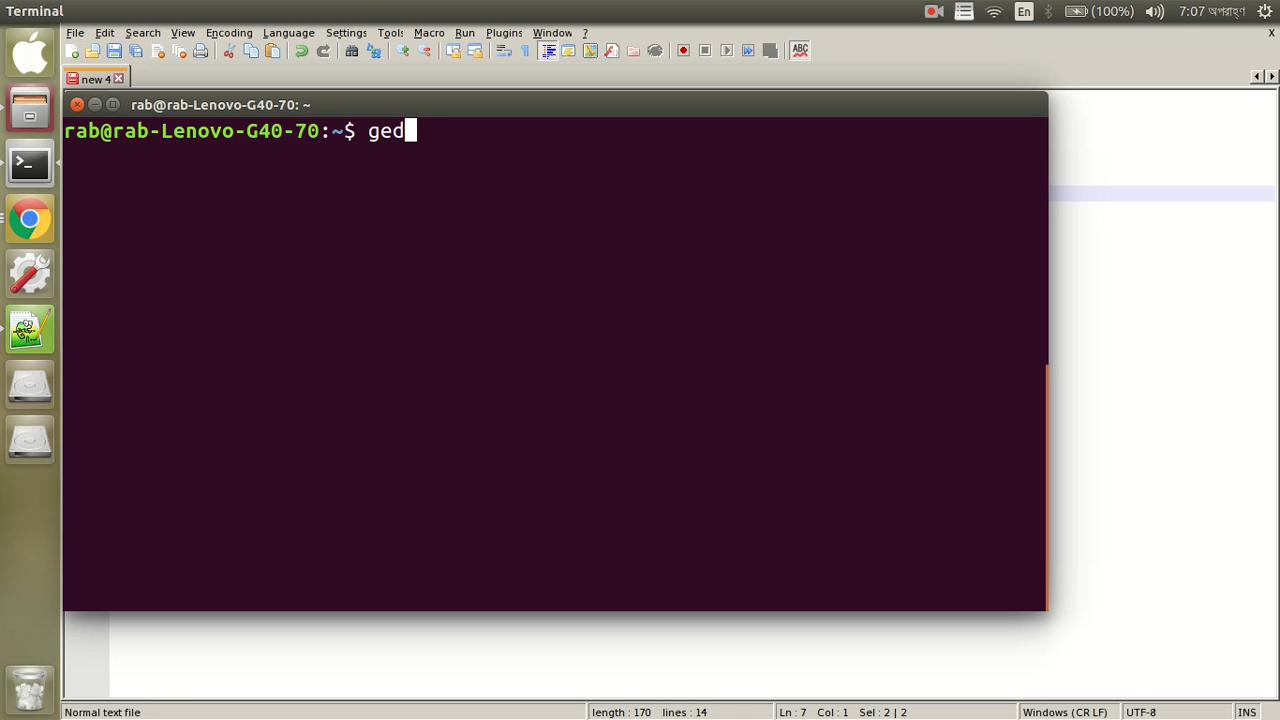 Terminal
En
(100%)
7:07 অপরাহ্ণ
File Edit Search View Encoding Language Settings Tools Macro Run Plugins Window ?
X
ABC
new 4
rab@rab-Lenovo-G40-70: ~
rab@rab-Lenovo-G40-70:~$ ged
Normal text file
length : 170 lines : 14
Ln : 7 Col : 1 Sel : 2 | 2
Windows (CR LF)
UTF-8
INS